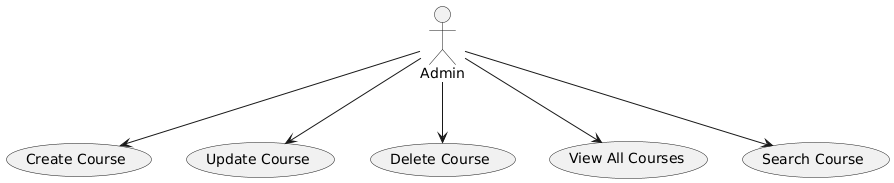 Admin
Create Course
Update Course
Delete Course
View All Courses
Search Course